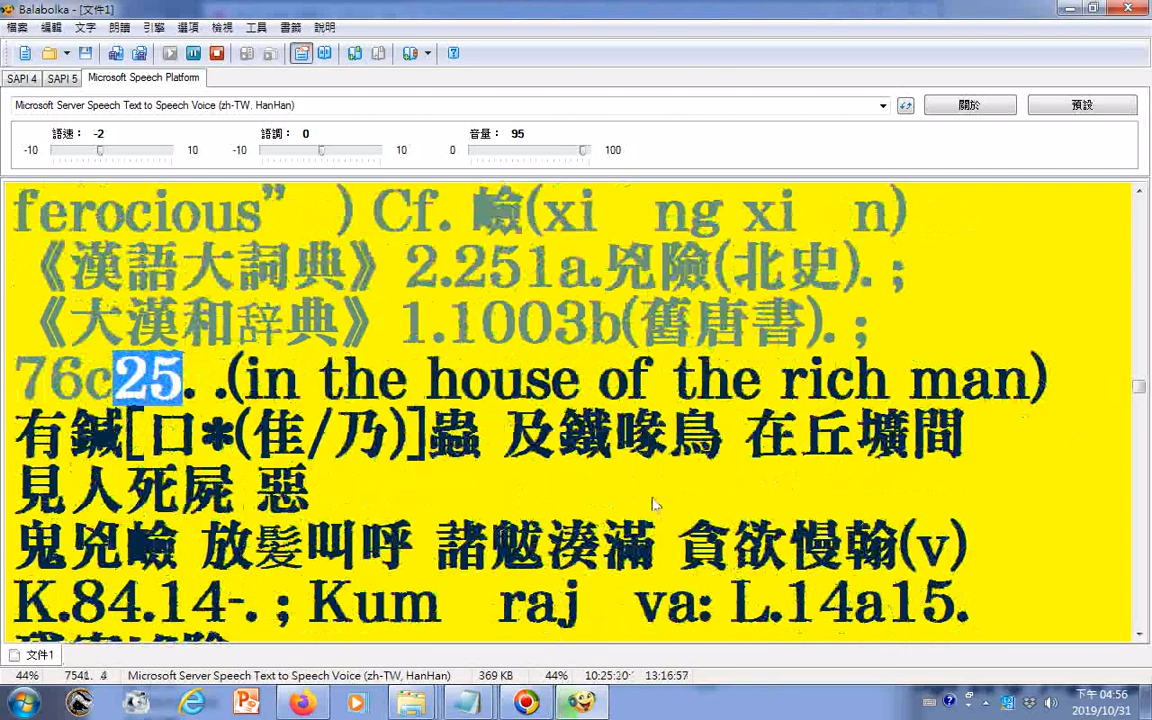 Balabolka - [文件1]
檔案 編輯 文字 朗讀 引擎 選項 檢視 工具 書籤 說明
SAPI 4 SAPI 5 Microsoft Speech Platform
Microsoft Server Speech Text to Speech Voice (zh-TW, HanHan) 關於 預設
語速： -2 語調： 0 音量： 95
-10 10 -10 10 0 100
ferocious” ) Cf. 嶮(xi ng xi n)
《漢語大詞典》 2.251a.兇險(北史). ;
《大漢和辞典》 1.1003b(舊唐書). ;
76c25. .(in the house of the rich man)
有鍼[口*(隹/乃)]蟲 及鐵喙鳥 在丘壙間
見人死屍 惡
鬼兇嶮 放髮叫呼 諸魃湊滿 貪欲慢翰(v)
K.84.14-. ; Kum raj va: L.14a15.
文件1
44% 7541. 4 Microsoft Server Speech Text to Speech Voice (zh-TW, HanHan) 369 KB 44% 10:25:20 13:16:57
下午 04:56
2019/10/31